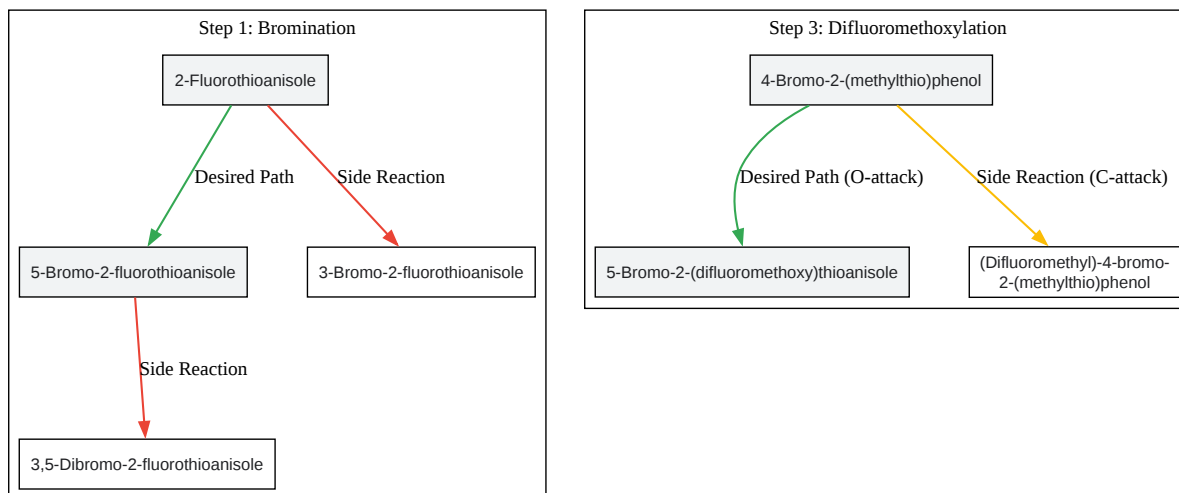 Step 1: Bromination
2-Fluorothioanisole
Desired Path
Side Reaction
5-Bromo-2-fluorothioanisole
3-Bromo-2-fluorothioanisole
Side Reaction
3,5-Dibromo-2-fluorothioanisole
Step 3: Difluoromethoxylation
4-Bromo-2-(methylthio)phenol
Desired Path (O-attack)
Side Reaction (C-attack)
5-Bromo-2-(difluoromethoxy)thioanisole
(Difluoromethyl)-4-bromo-
2-(methylthio)phenol